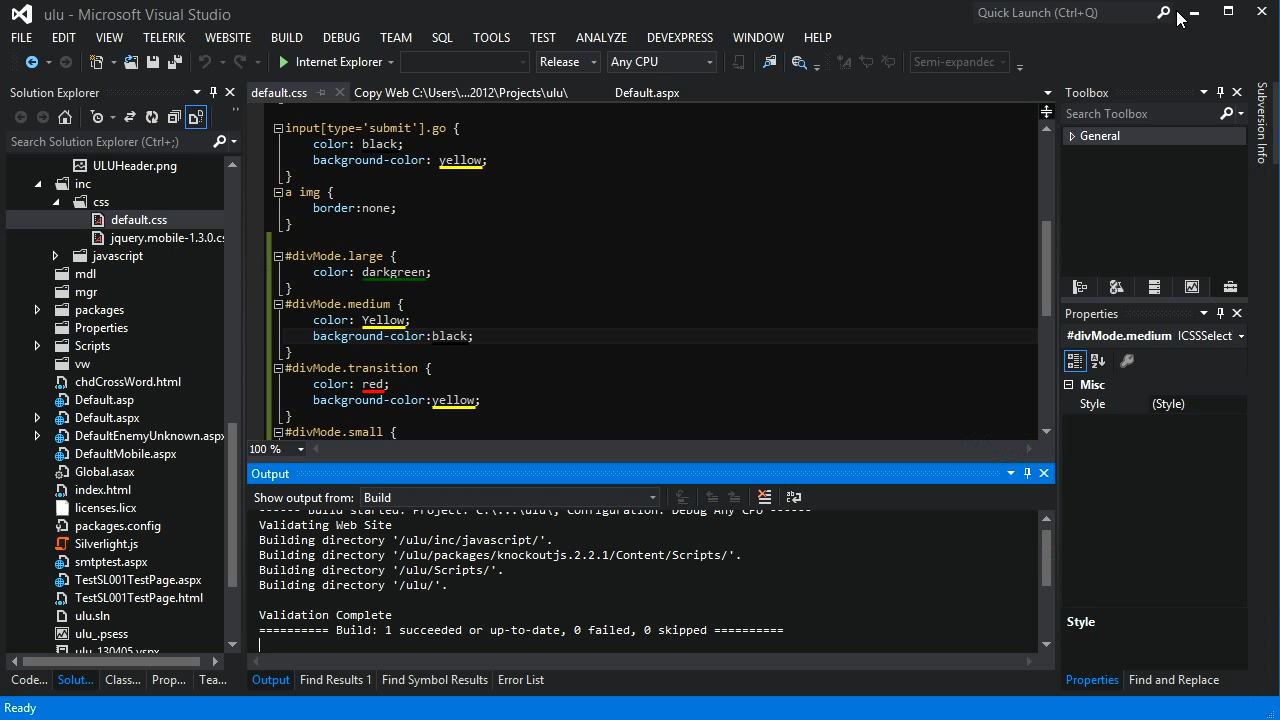 ulu - Microsoft Visual Studio
Quick Launch (Ctrl+Q)
FILE EDIT VIEW TELERIK WEBSITE BUILD DEBUG TEAM SQL TOOLS TEST ANALYZE DEVEXPRESS WINDOW HELP
Internet Explorer Release Any CPU Semi-expandec
Solution Explorer
Search Solution Explorer (Ctrl+;)
ULUHeader.png
inc
css
default.css
jquery.mobile-1.3.0.cs
javascript
mdl
mgr
packages
Properties
Scripts
vw
chdCrossWord.html
Default.asp
Default.aspx
DefaultEnemyUnknown.aspx
DefaultMobile.aspx
Global.asax
index.html
licenses.licx
packages.config
Silverlight.js
smtptest.aspx
TestSL001TestPage.aspx
TestSL001TestPage.html
ulu.sln
ulu_.psess
ulu_130405.vspx
Code... Solut... Class... Prop... Tea...
default.css Copy Web C:\Users\...2012\Projects\ulu\ Default.aspx
input[type='submit'].go {
color: black;
background-color: yellow;
}
a img {
border:none;
}
#divMode.large {
color: darkgreen;
}
#divMode.medium {
color: Yellow;
background-color:black;
}
#divMode.transition {
color: red;
background-color:yellow;
}
#divMode.small {
100 %
Output
Show output from: Build
------ Build started: Project: C:\...\ulu\, Configuration: Debug Any CPU ------
Validating Web Site
Building directory '/ulu/inc/javascript/'.
Building directory '/ulu/packages/knockoutjs.2.2.1/Content/Scripts/'.
Building directory '/ulu/Scripts/'.
Building directory '/ulu/'.
Validation Complete
========== Build: 1 succeeded or up-to-date, 0 failed, 0 skipped ==========
Output Find Results 1 Find Symbol Results Error List
Toolbox
Search Toolbox
General
Properties
#divMode.medium ICSSSelect
Misc
Style (Style)
Style
Properties Find and Replace
Subversion Info
Ready